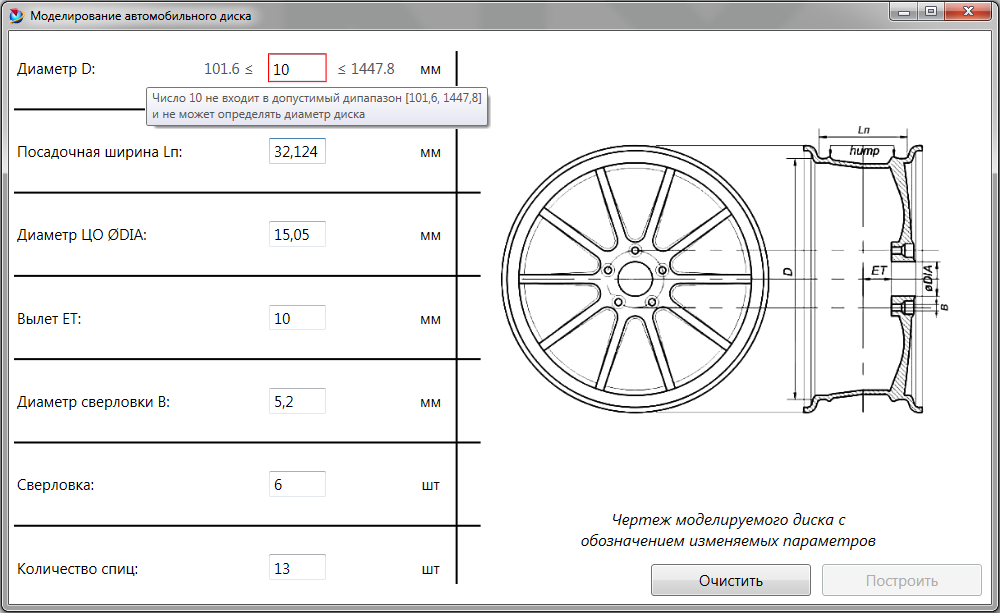 Моделирование автомобильного диска
Диаметр D: 101.6 ≤ 10 ≤ 1447.8 мм
Число 10 не входит в допустимый дипапазон [101,6, 1447,8]
и не может определять диаметр диска
Посадочная ширина Lп: 32,124 мм
Диаметр ЦО ØDIA: 15,05 мм
Вылет ET: 10 мм
Диаметр сверловки B: 5,2 мм
Сверловка: 6 шт
Количество спиц: 13 шт
Lп
hump
D
ET
øDIA
B
Чертеж моделируемого диска с
обозначением изменяемых параметров
Очистить Построить